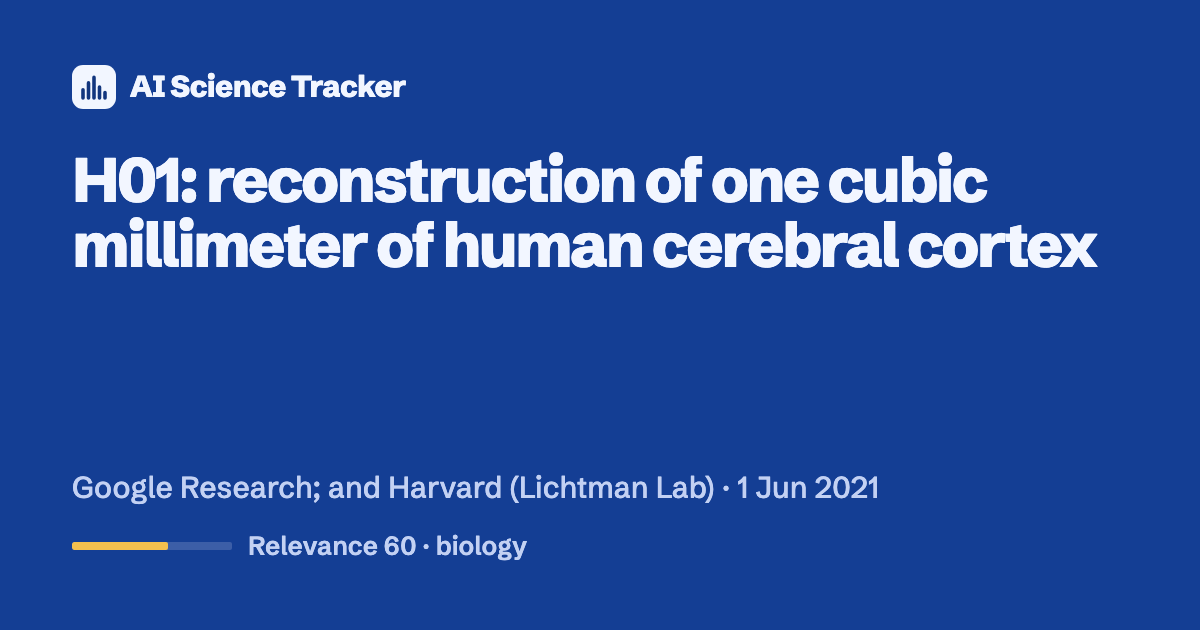 AI Science Tracker
H01: reconstruction of one cubic
millimeter of human cerebral cortex
Google Research; and Harvard (Lichtman Lab) · 1 Jun 2021
Relevance 60 · biology